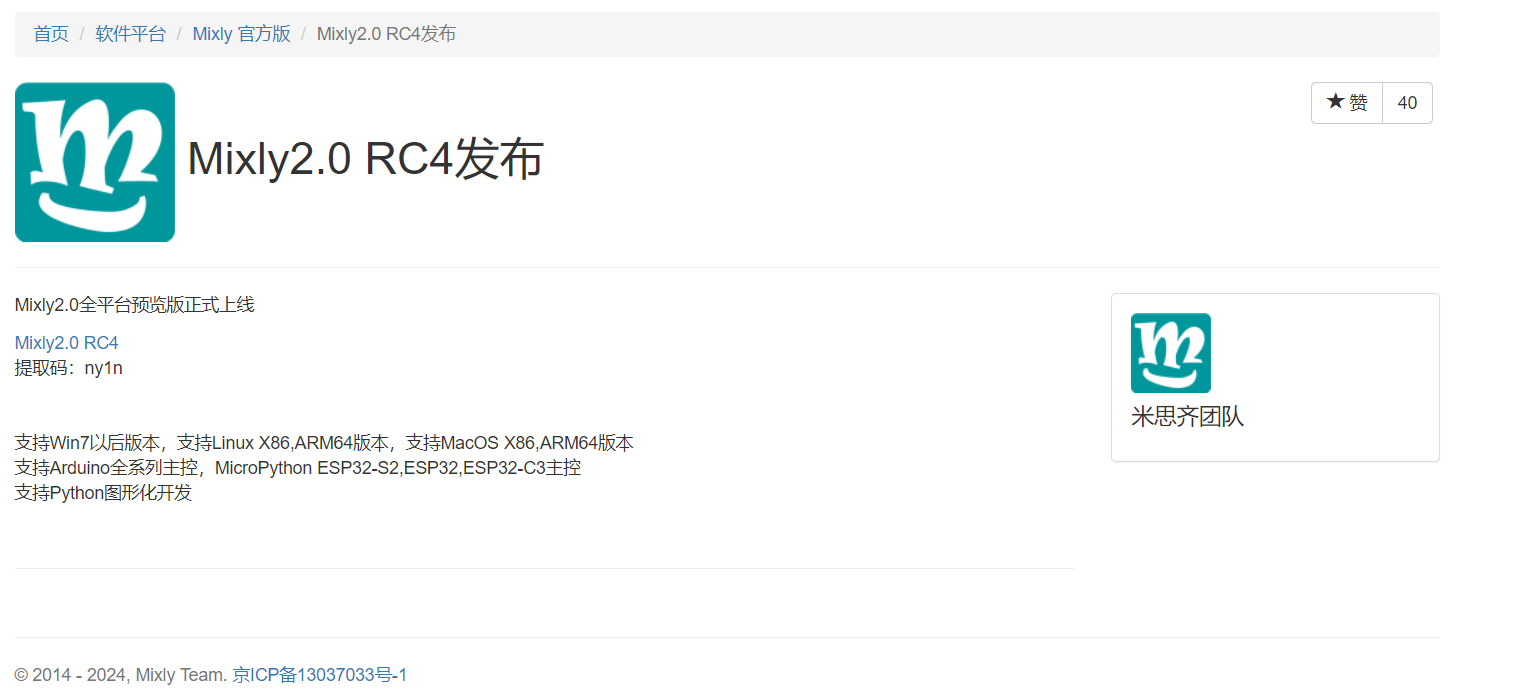 首页 / 软件平台 / Mixly 官方版 / Mixly2.0 RC4发布
★ 赞 40
m
Mixly2.0 RC4发布
Mixly2.0全平台预览版正式上线
Mixly2.0 RC4
提取码：ny1n
m
米思齐团队
支持Win7以后版本，支持Linux X86,ARM64版本，支持MacOS X86,ARM64版本
支持Arduino全系列主控，MicroPython ESP32-S2,ESP32,ESP32-C3主控
支持Python图形化开发
© 2014 - 2024, Mixly Team. 京ICP备13037033号-1